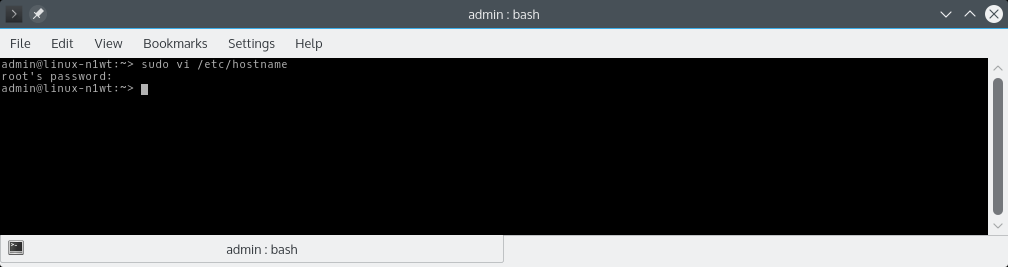 admin : bash
File Edit View Bookmarks Settings Help
admin@linux-n1wt:~> sudo vi /etc/hostname
root's password:
admin@linux-n1wt:~>
admin : bash